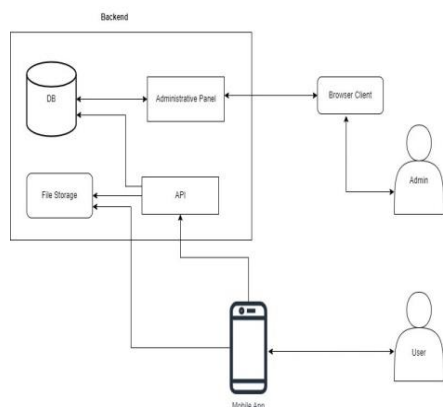 Backend
DB
Administrative Panel
Browser Client
Admin
File Storage
API
User
Mobile App